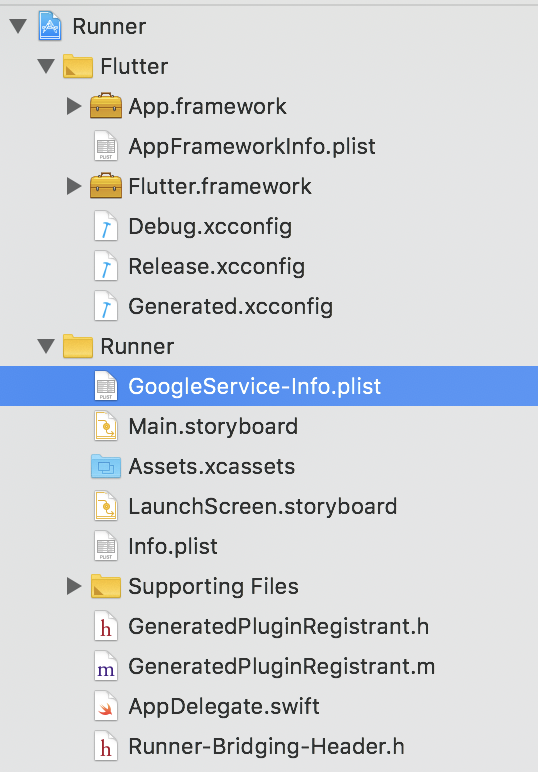 Runner
Flutter
App.framework
AppFrameworkInfo.plist
Flutter.framework
Debug.xcconfig
Release.xcconfig
Generated.xcconfig
Runner
GoogleService-Info.plist
Main.storyboard
Assets.xcassets
LaunchScreen.storyboard
Info.plist
Supporting Files
GeneratedPluginRegistrant.h
GeneratedPluginRegistrant.m
AppDelegate.swift
Runner-Bridging-Header.h